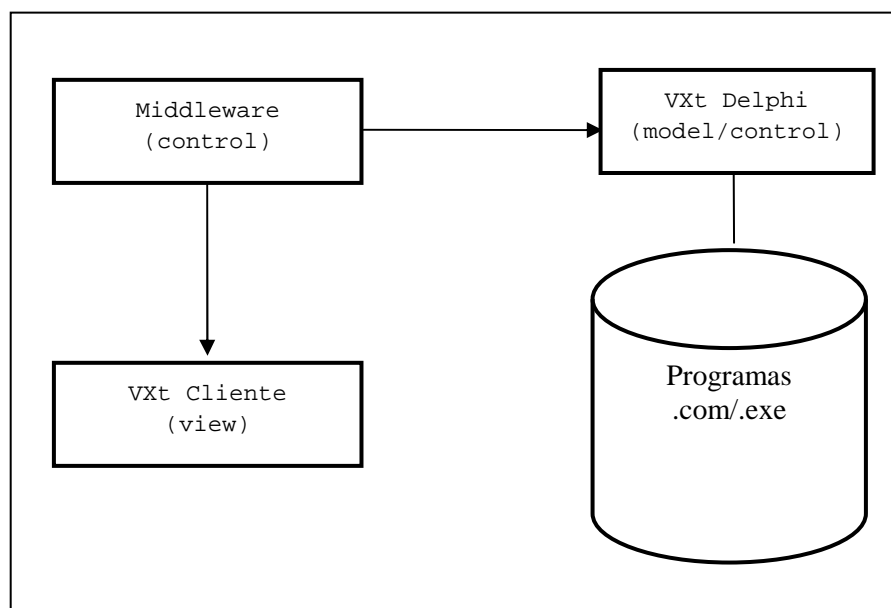 Middleware
(control)
VXt Delphi
(model/control)
VXt Cliente
(view)
Programas
.com/.exe